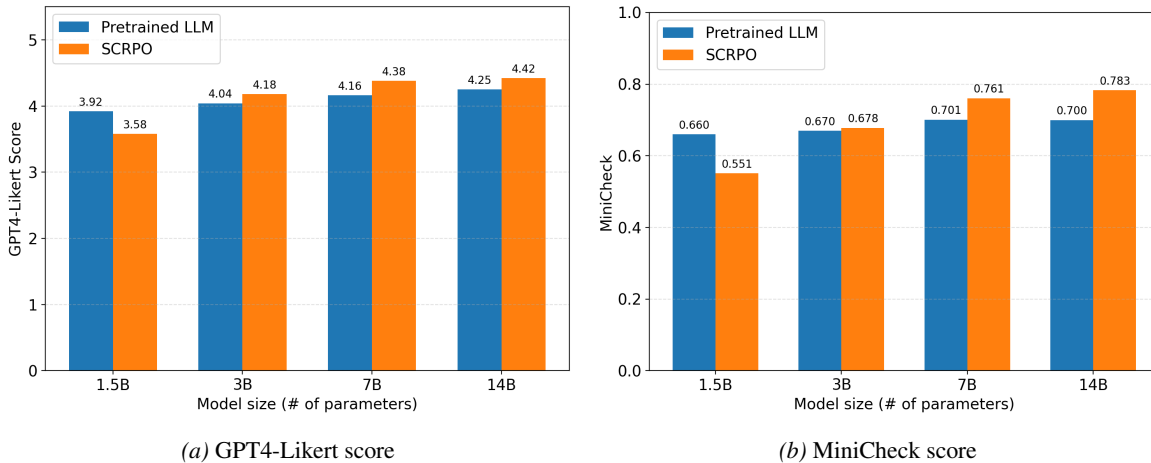 Pretrained LLM
SCRPO
GPT4-Likert Score
5
4
3
2
1
0
3.92
3.58
4.04
4.18
4.16
4.38
4.25
4.42
1.5B
3B
7B
14B
Model size (# of parameters)
(a) GPT4-Likert score
Pretrained LLM
SCRPO
MiniCheck
1.0
0.8
0.6
0.4
0.2
0.0
0.660
0.551
0.670
0.678
0.701
0.761
0.700
0.783
1.5B
3B
7B
14B
Model size (# of parameters)
(b) MiniCheck score